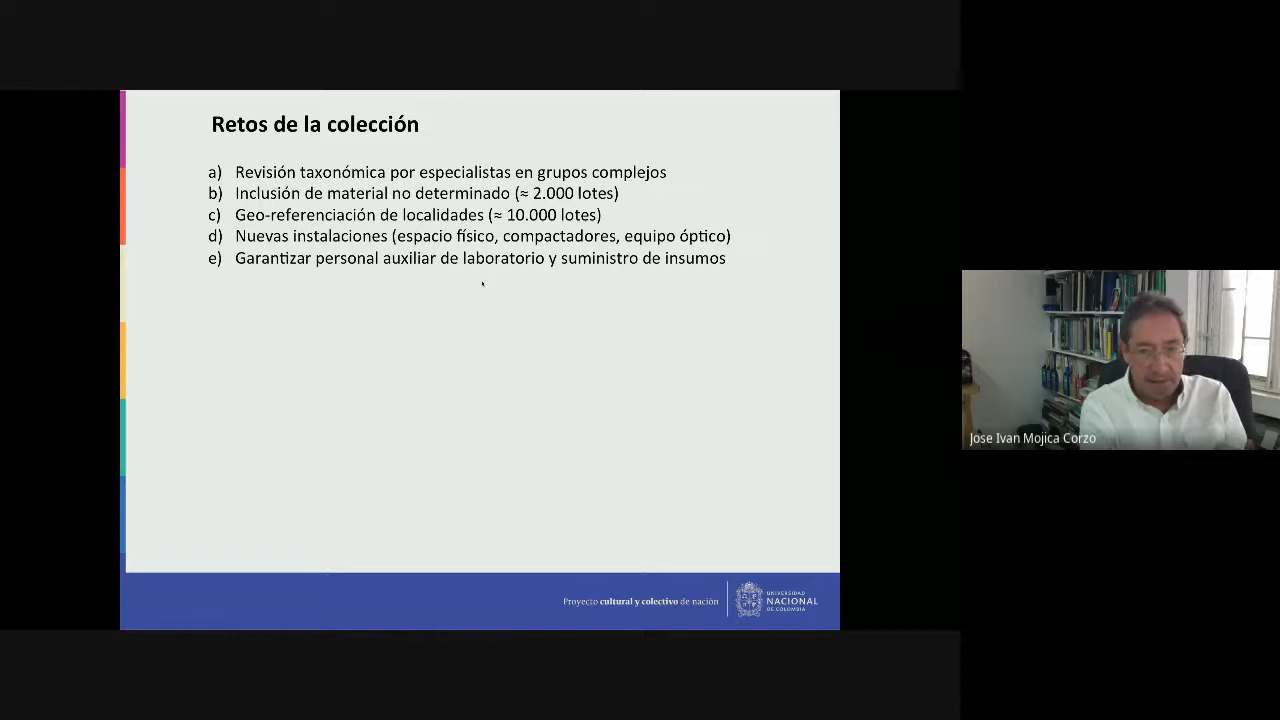 Retos de la colección
a) Revisión taxonómica por especialistas en grupos complejos
b) Inclusión de material no determinado (≈ 2.000 lotes)
c) Geo-referenciación de localidades (≈ 10.000 lotes)
d) Nuevas instalaciones (espacio físico, compactadores, equipo óptico)
e) Garantizar personal auxiliar de laboratorio y suministro de insumos
Jose Ivan Mojica Corzo
Proyecto cultural y colectivo de nación
UNIVERSIDAD
NACIONAL
DE COLOMBIA